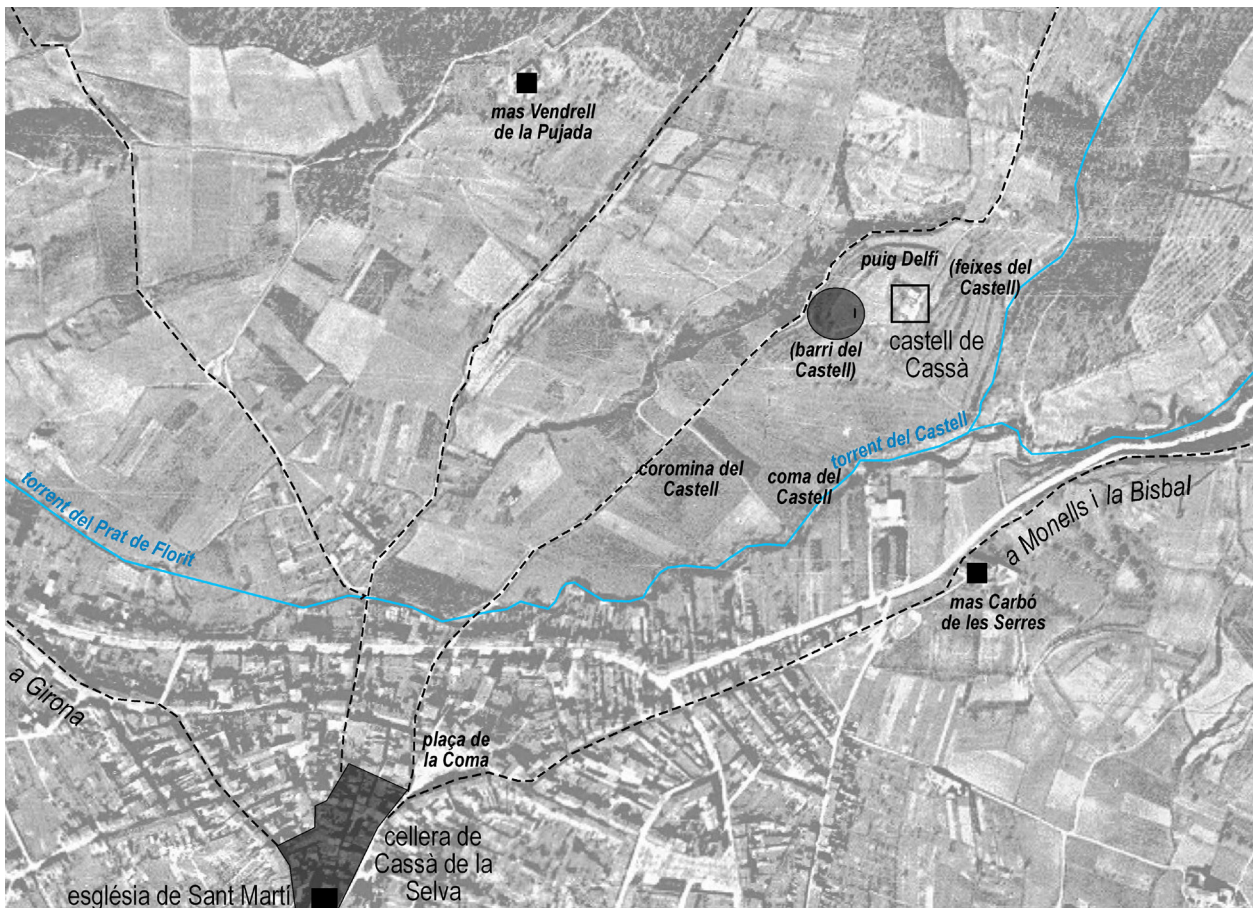 mas Vendrell
de la Pujada
puig Delfí
(feixes del
Castell)
castell de
Cassà
(barri del
Castell)
torrent del Castell
coromina del
Castell
coma del
Castell
a Monells i la Bisbal
torrent del Prat de Florit
mas Carbó
de les Serres
a Girona
plaça de
la Coma
cellera de
Cassà de la
Selva
església de Sant Martí